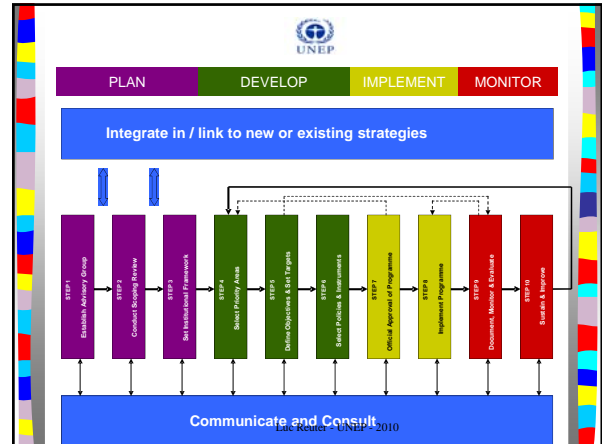 UNEP
PLAN
DEVELOP
IMPLEMENT
MONITOR
Integrate in / link to new or existing strategies
STEP 1
Establish Advisory Group
STEP 2
Conduct Scoping Review
STEP 3
Set Institutional Framework
STEP 4
Select Priority Areas
STEP 5
Define Objectives & Set Targets
STEP 6
Select Policies & Instruments
STEP 7
Official Approval of Programme
STEP 8
Implement Programme
STEP 9
Document, Monitor & Evaluate
STEP 10
Sustain & Improve
Communicate and Consult
Luc Reuter - UNEP - 2010